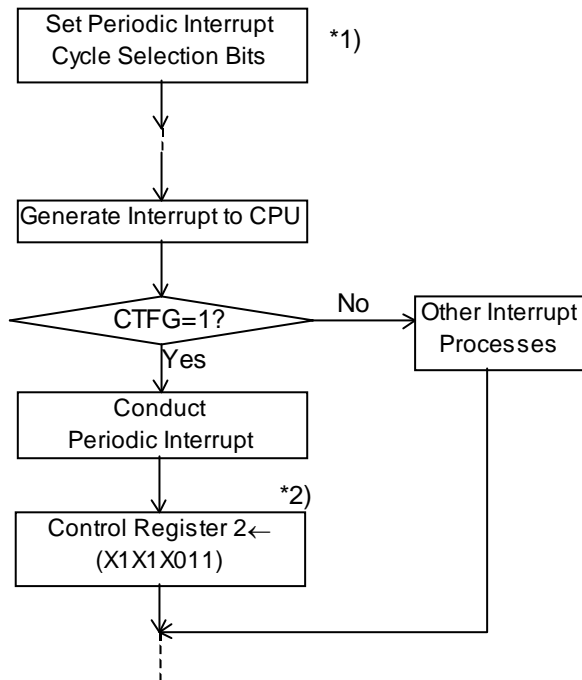 Set Periodic Interrupt
Cycle Selection Bits
*1)
Generate Interrupt to CPU
CTFG=1?
No
Other Interrupt
Processes
Yes
Conduct
Periodic Interrupt
*2)
Control Register 2←
(X1X1X011)